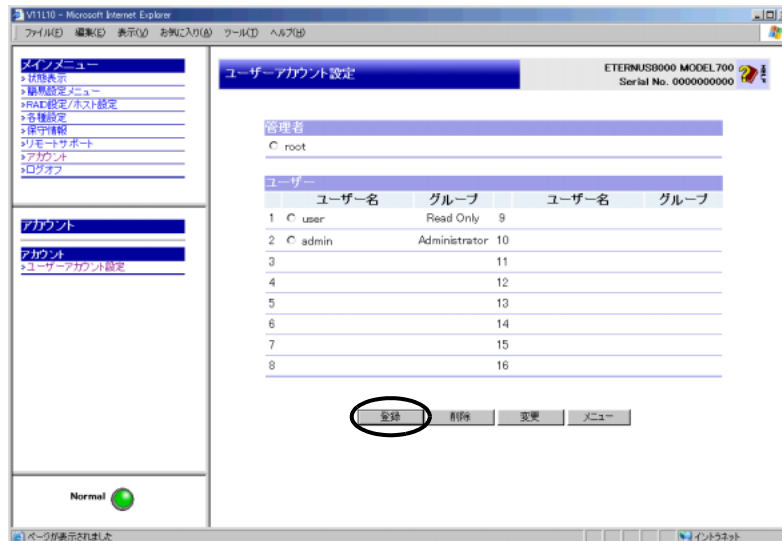 V11L10 - Microsoft Internet Explorer
ファイル(F) 編集(E) 表示(V) お気に入り(A) ツール(T) ヘルプ(H)
メインメニュー
>状態表示
>簡易設定メニュー
>RAID設定/ホスト設定
>各種設定
>保守情報
>リモートサポート
>アカウント
>ログオフ
アカウント
アカウント
>ユーザーアカウント設定
Normal
ユーザーアカウント設定
ETERNUS8000 MODEL700
Serial No. 0000000000
HELP
管理者
root
ユーザー
ユーザー名 グループ ユーザー名 グループ
1 user Read Only 9
2 admin Administrator 10
3 11
4 12
5 13
6 14
7 15
8 16
登録 削除 変更 メニュー
ページが表示されました イントラネット